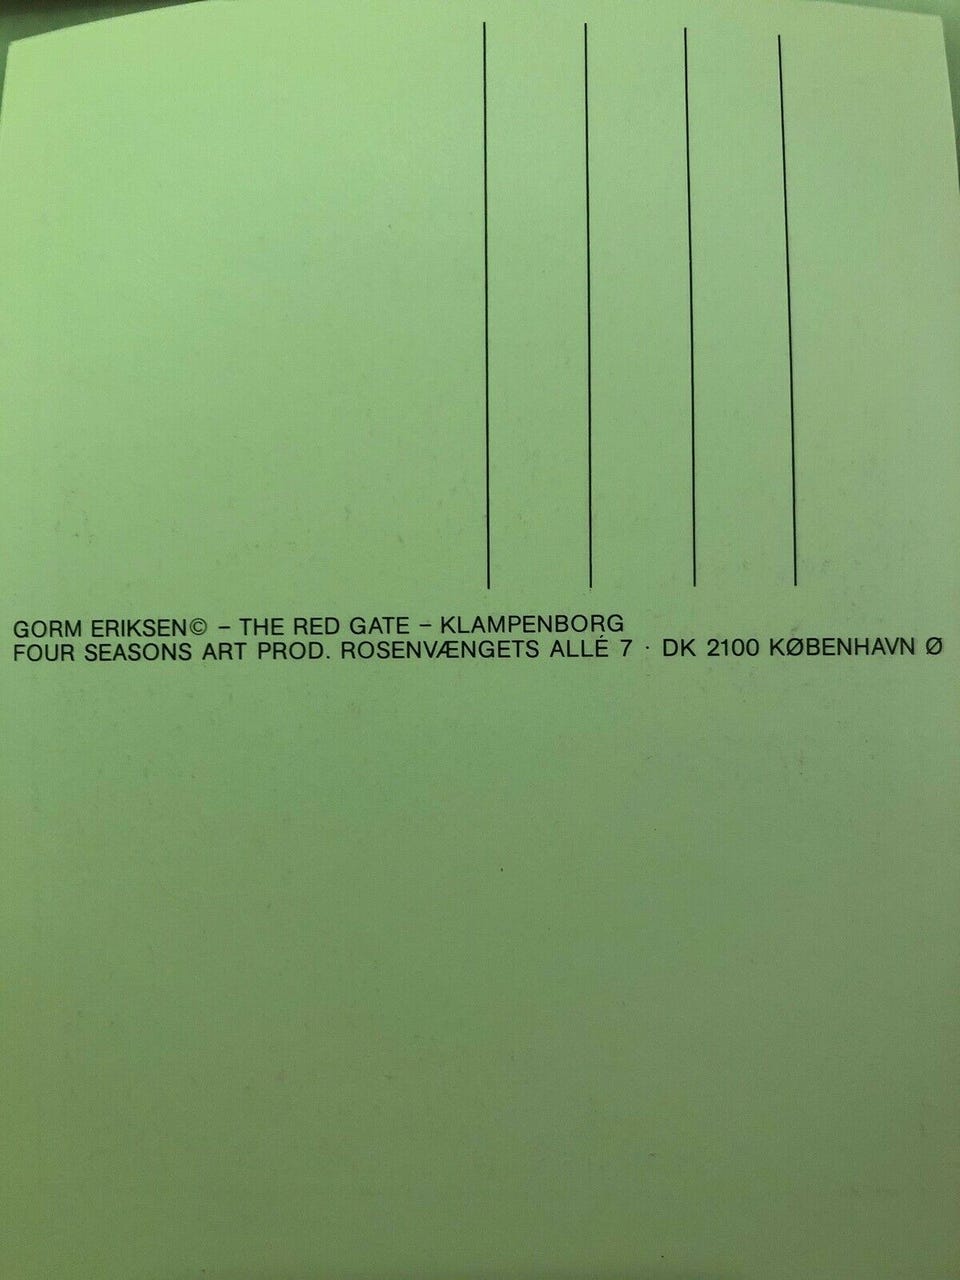 GORM ERIKSEN© – THE RED GATE – KLAMPENBORG
FOUR SEASONS ART PROD. ROSENVÆNGETS ALLÉ 7 · DK 2100 KØBENHAVN Ø